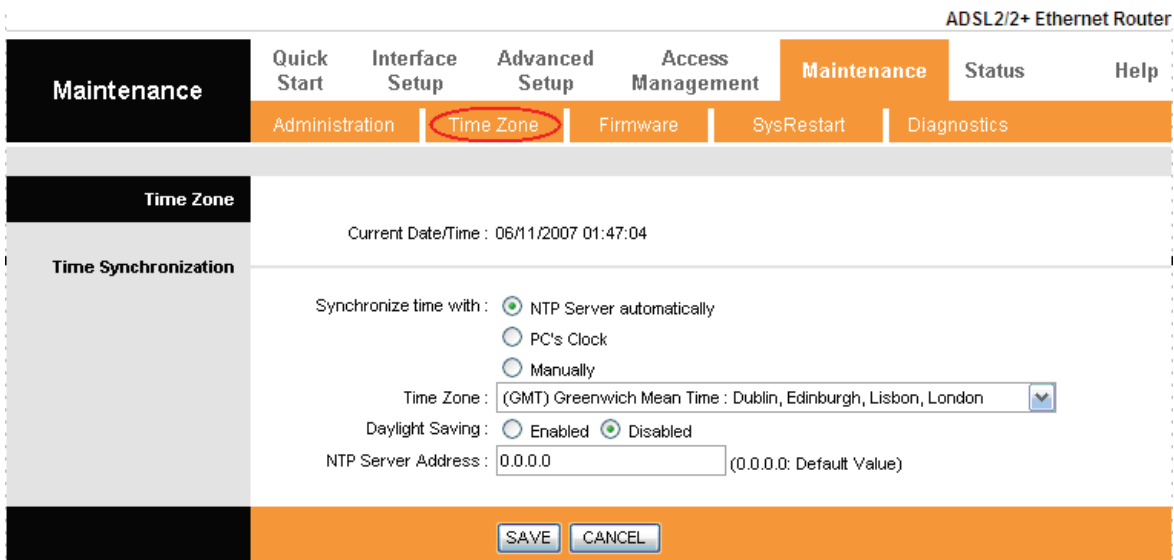 ADSL2/2+ Ethernet Router
Maintenance
Quick Start
Interface Setup
Advanced Setup
Access Management
Maintenance
Status
Help
Administration
Time Zone
Firmware
SysRestart
Diagnostics
Time Zone
Current Date/Time : 06/11/2007 01:47:04
Time Synchronization
Synchronize time with : NTP Server automatically
PC's Clock
Manually
Time Zone : (GMT) Greenwich Mean Time : Dublin, Edinburgh, Lisbon, London
Daylight Saving : Enabled Disabled
NTP Server Address : 0.0.0.0 (0.0.0.0: Default Value)
SAVE CANCEL